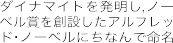 ダイナマイトを発明し、ノー
ベル賞を創設したアルフレッ
ド・ノーベルにちなんで命名